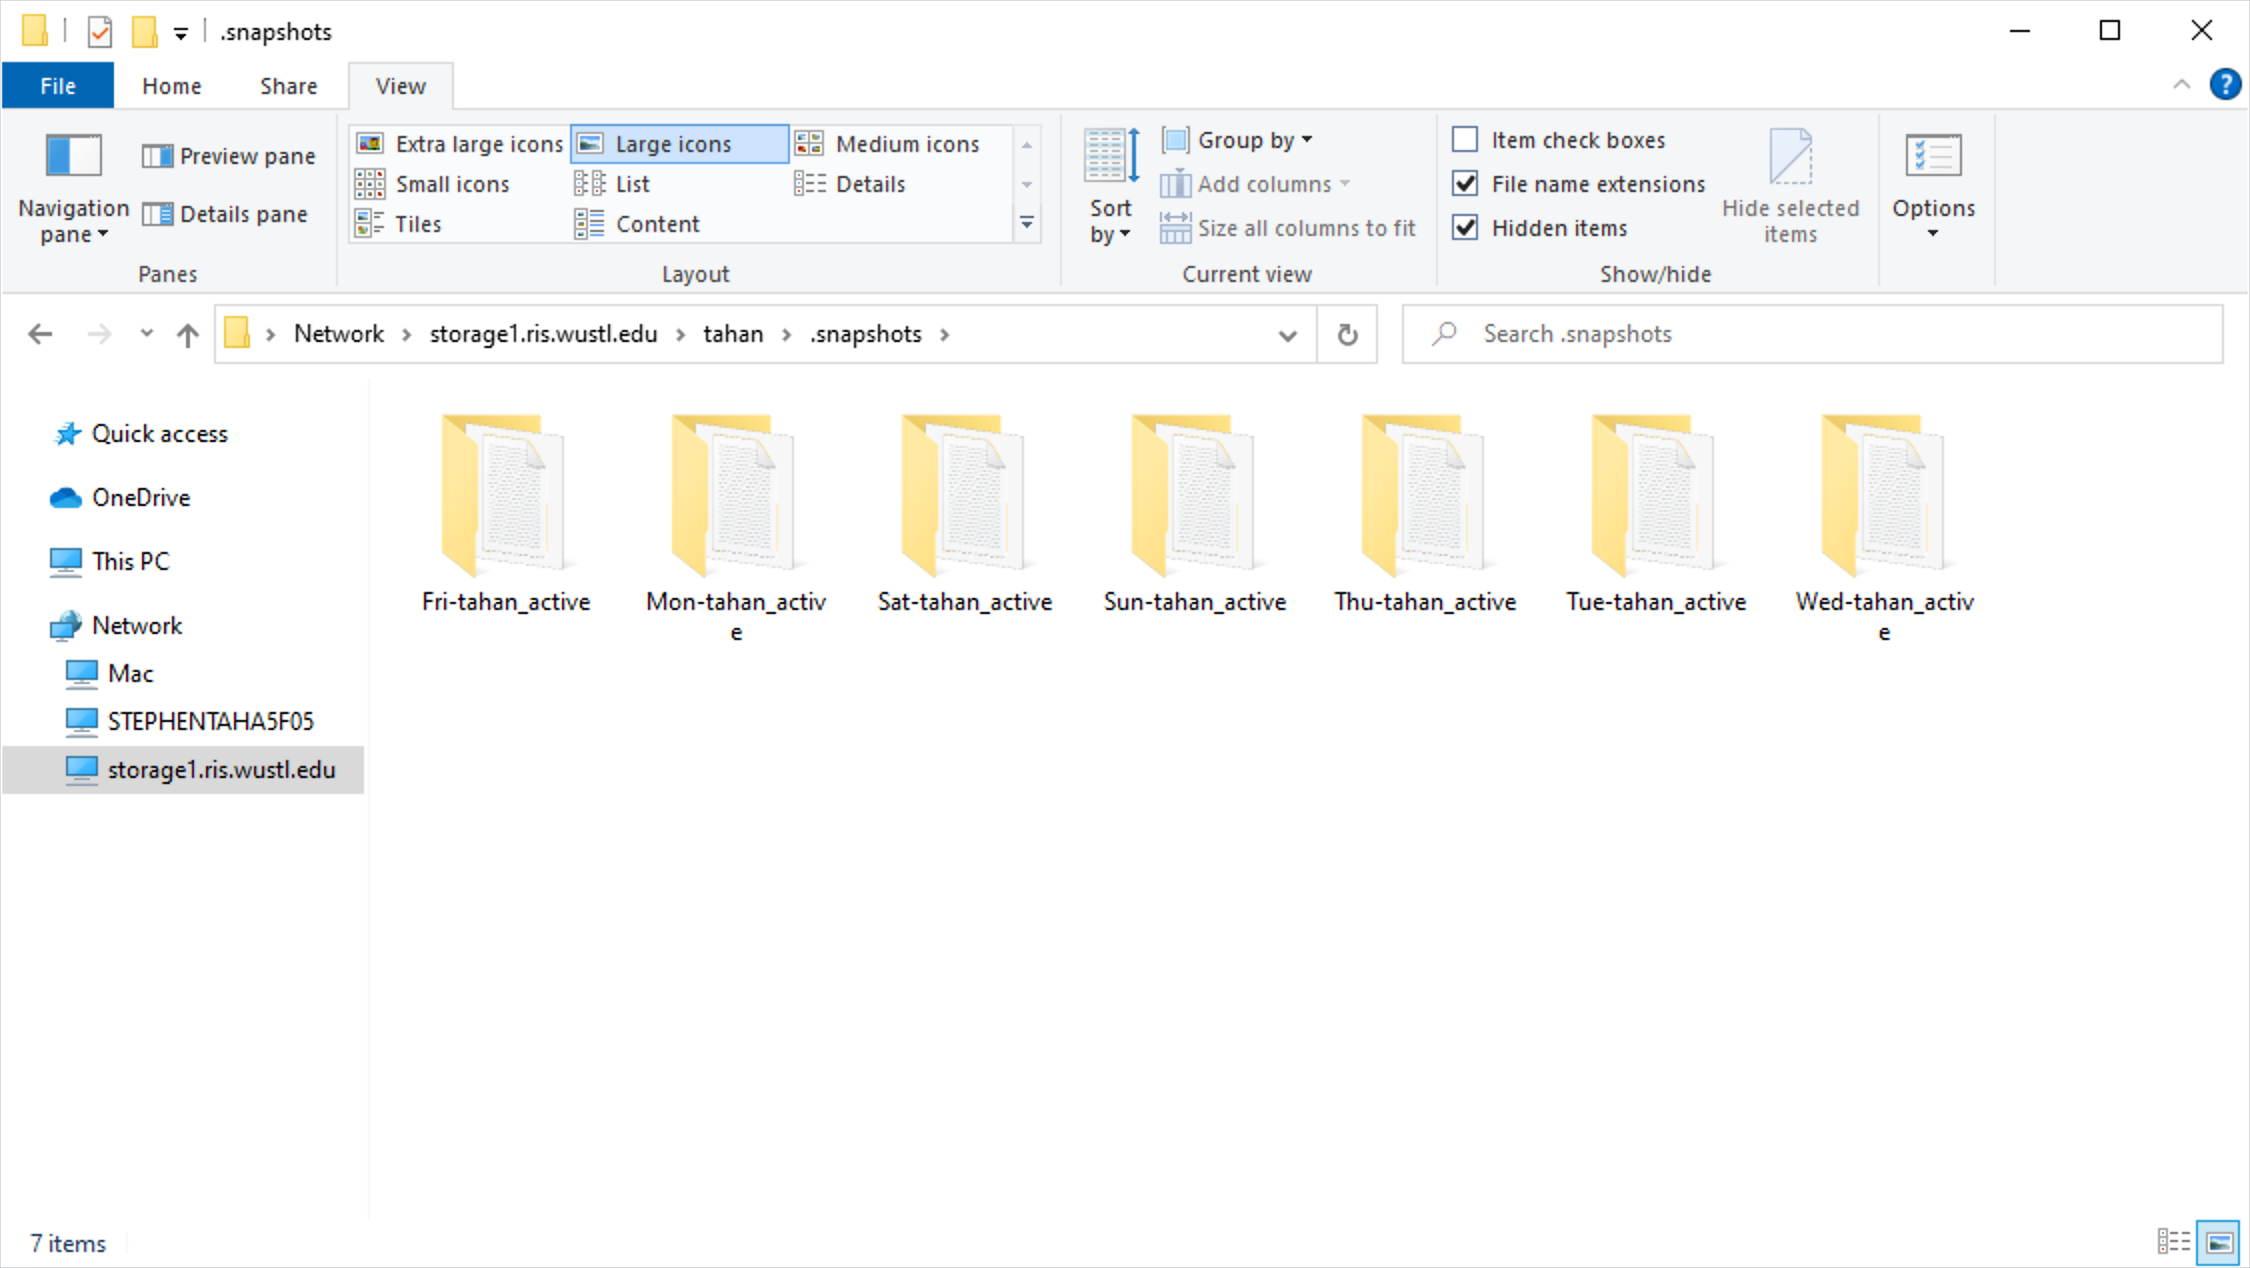 .snapshots
File Home Share View
?
Navigation pane
Preview pane
Details pane
Panes
Extra large icons Large icons Medium icons
Small icons List Details
Tiles Content
Layout
Sort by
Group by
Add columns
Size all columns to fit
Current view
Item check boxes
File name extensions
Hidden items
Hide selected items
Show/hide
Options
Network storage1.ris.wustl.edu tahan .snapshots
Search .snapshots
Quick access
OneDrive
This PC
Network
Mac
STEPHENTAHA5F05
storage1.ris.wustl.edu
Fri-tahan_active
Mon-tahan_activ
e
Sat-tahan_active
Sun-tahan_active
Thu-tahan_active
Tue-tahan_active
Wed-tahan_activ
e
7 items